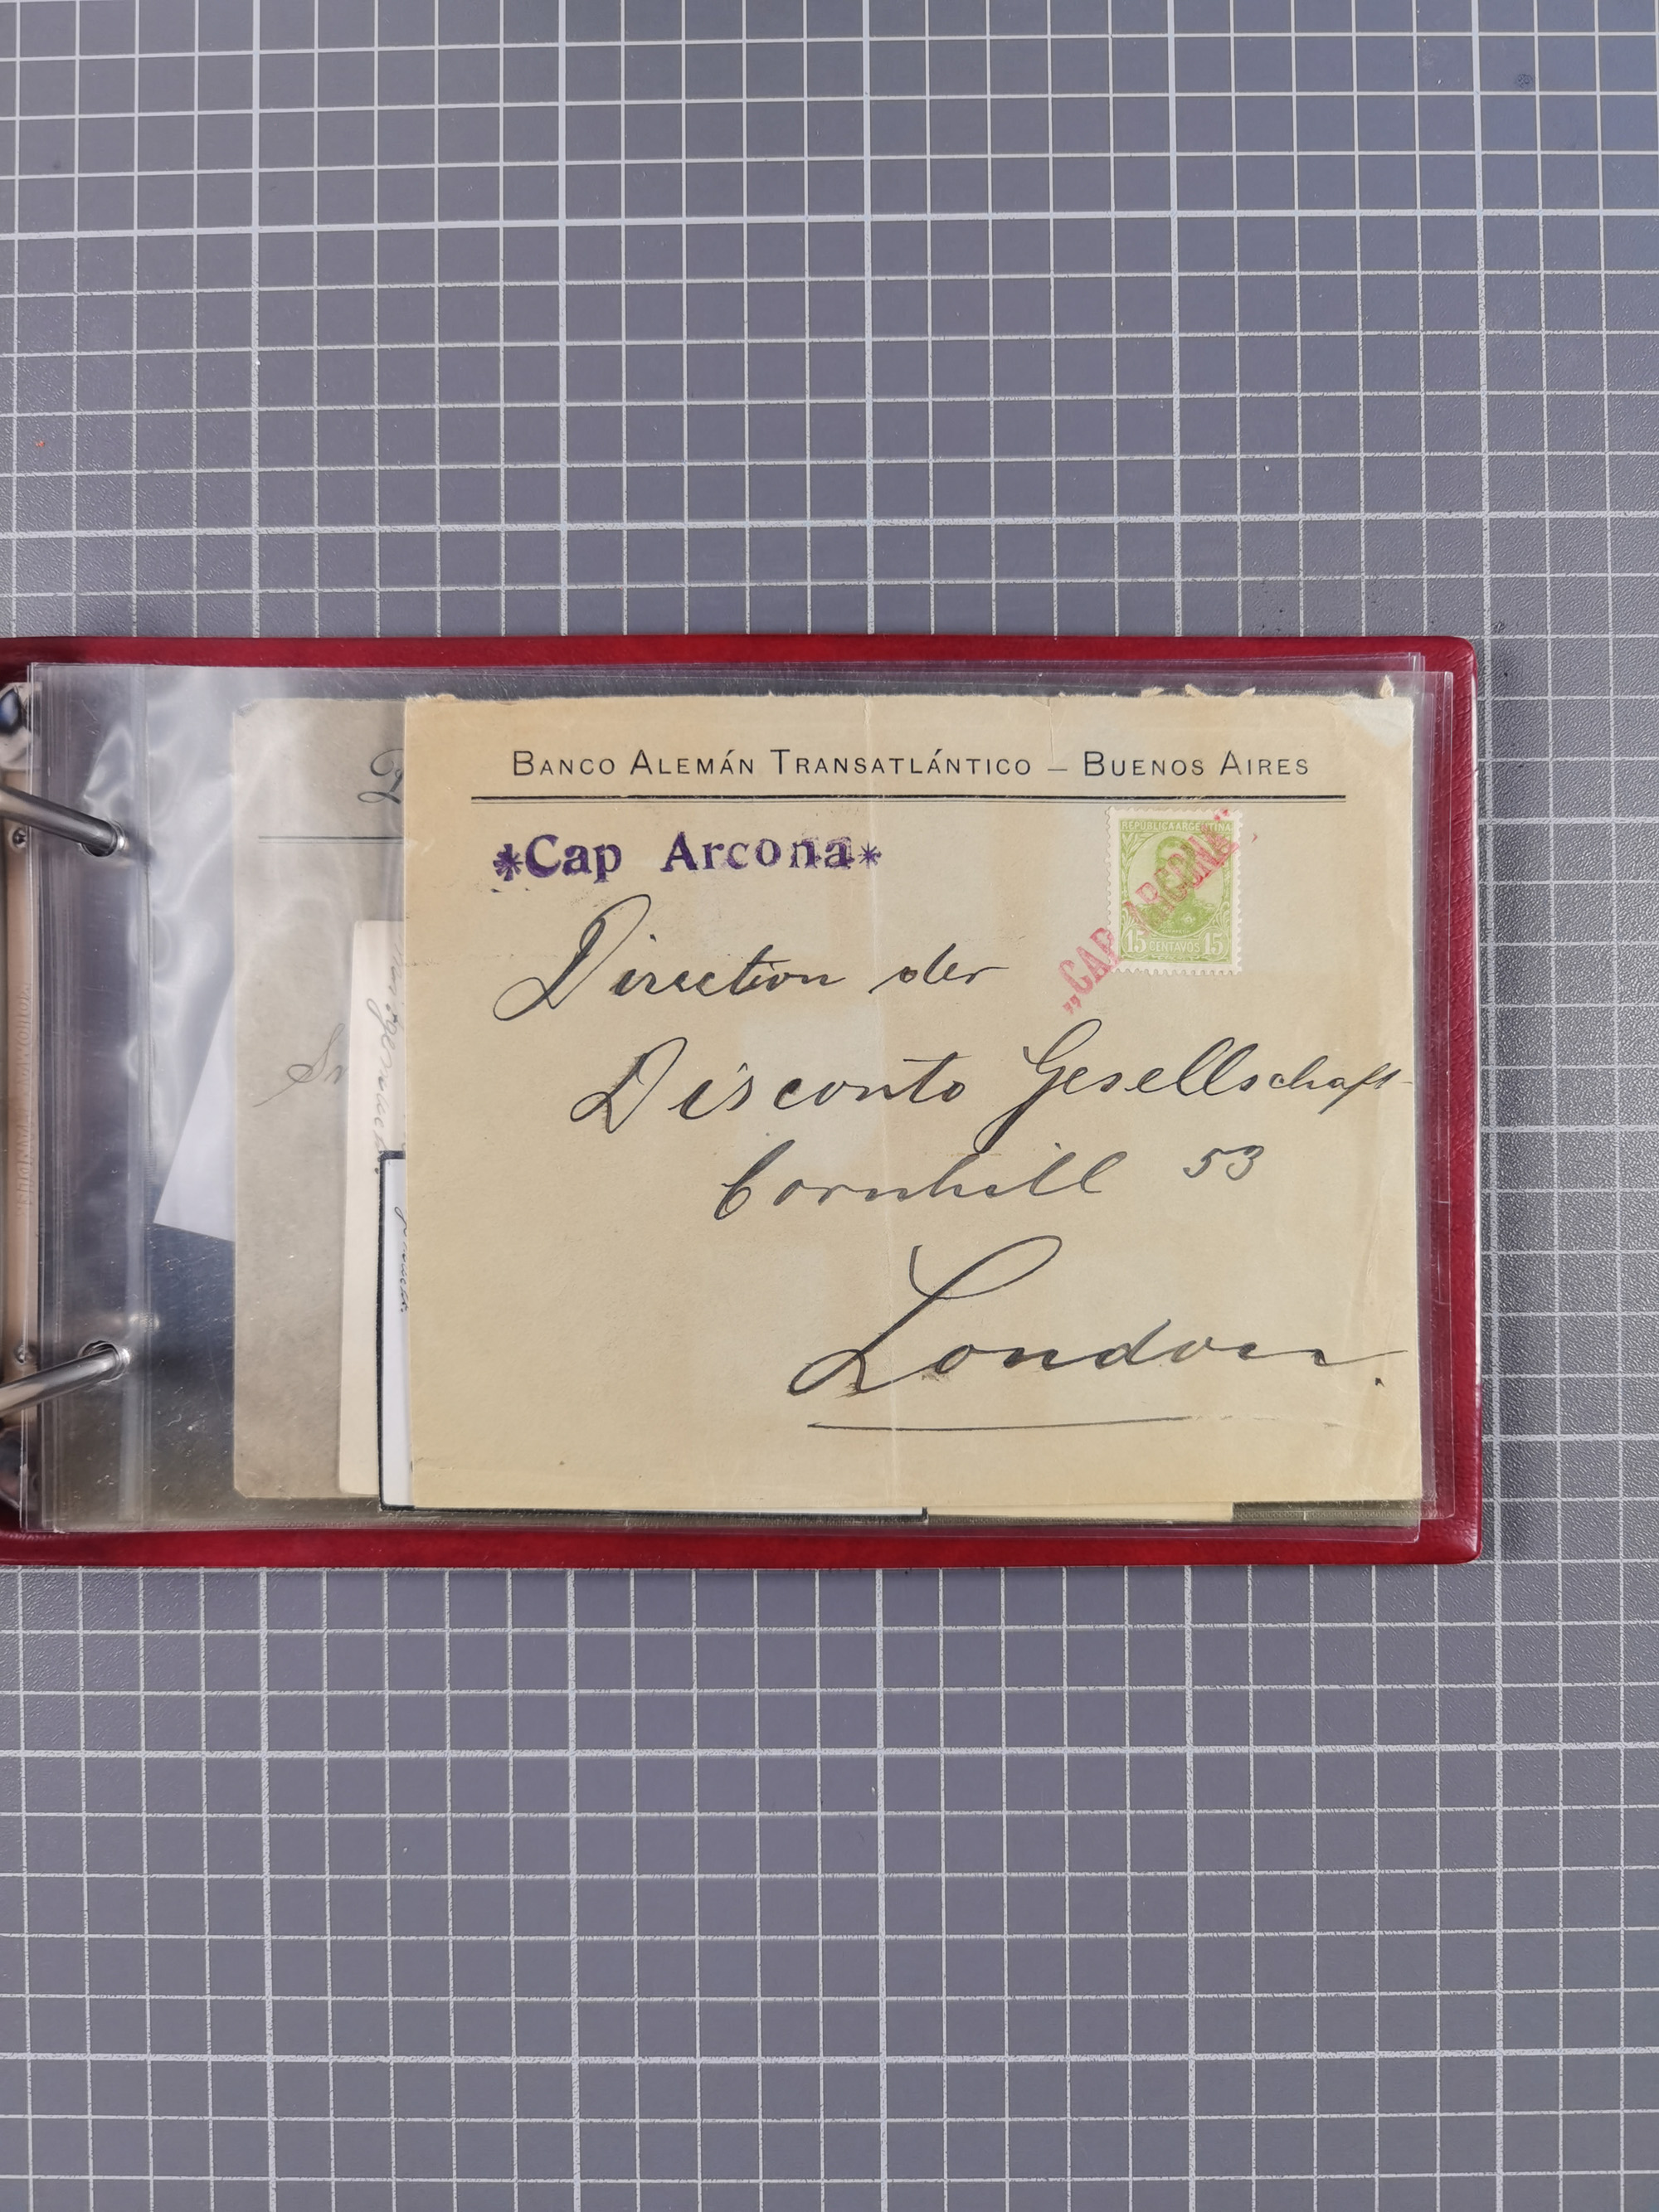 BANCO ALEMÁN TRANSATLÁNTICO – BUENOS AIRES
*Cap Arcona*
REPÚBLICA ARGENTINA
15 CENTAVOS 15
„CAP ARCONA"
Direction der
Disconto Gesellschaft
Cornhill 53
London.